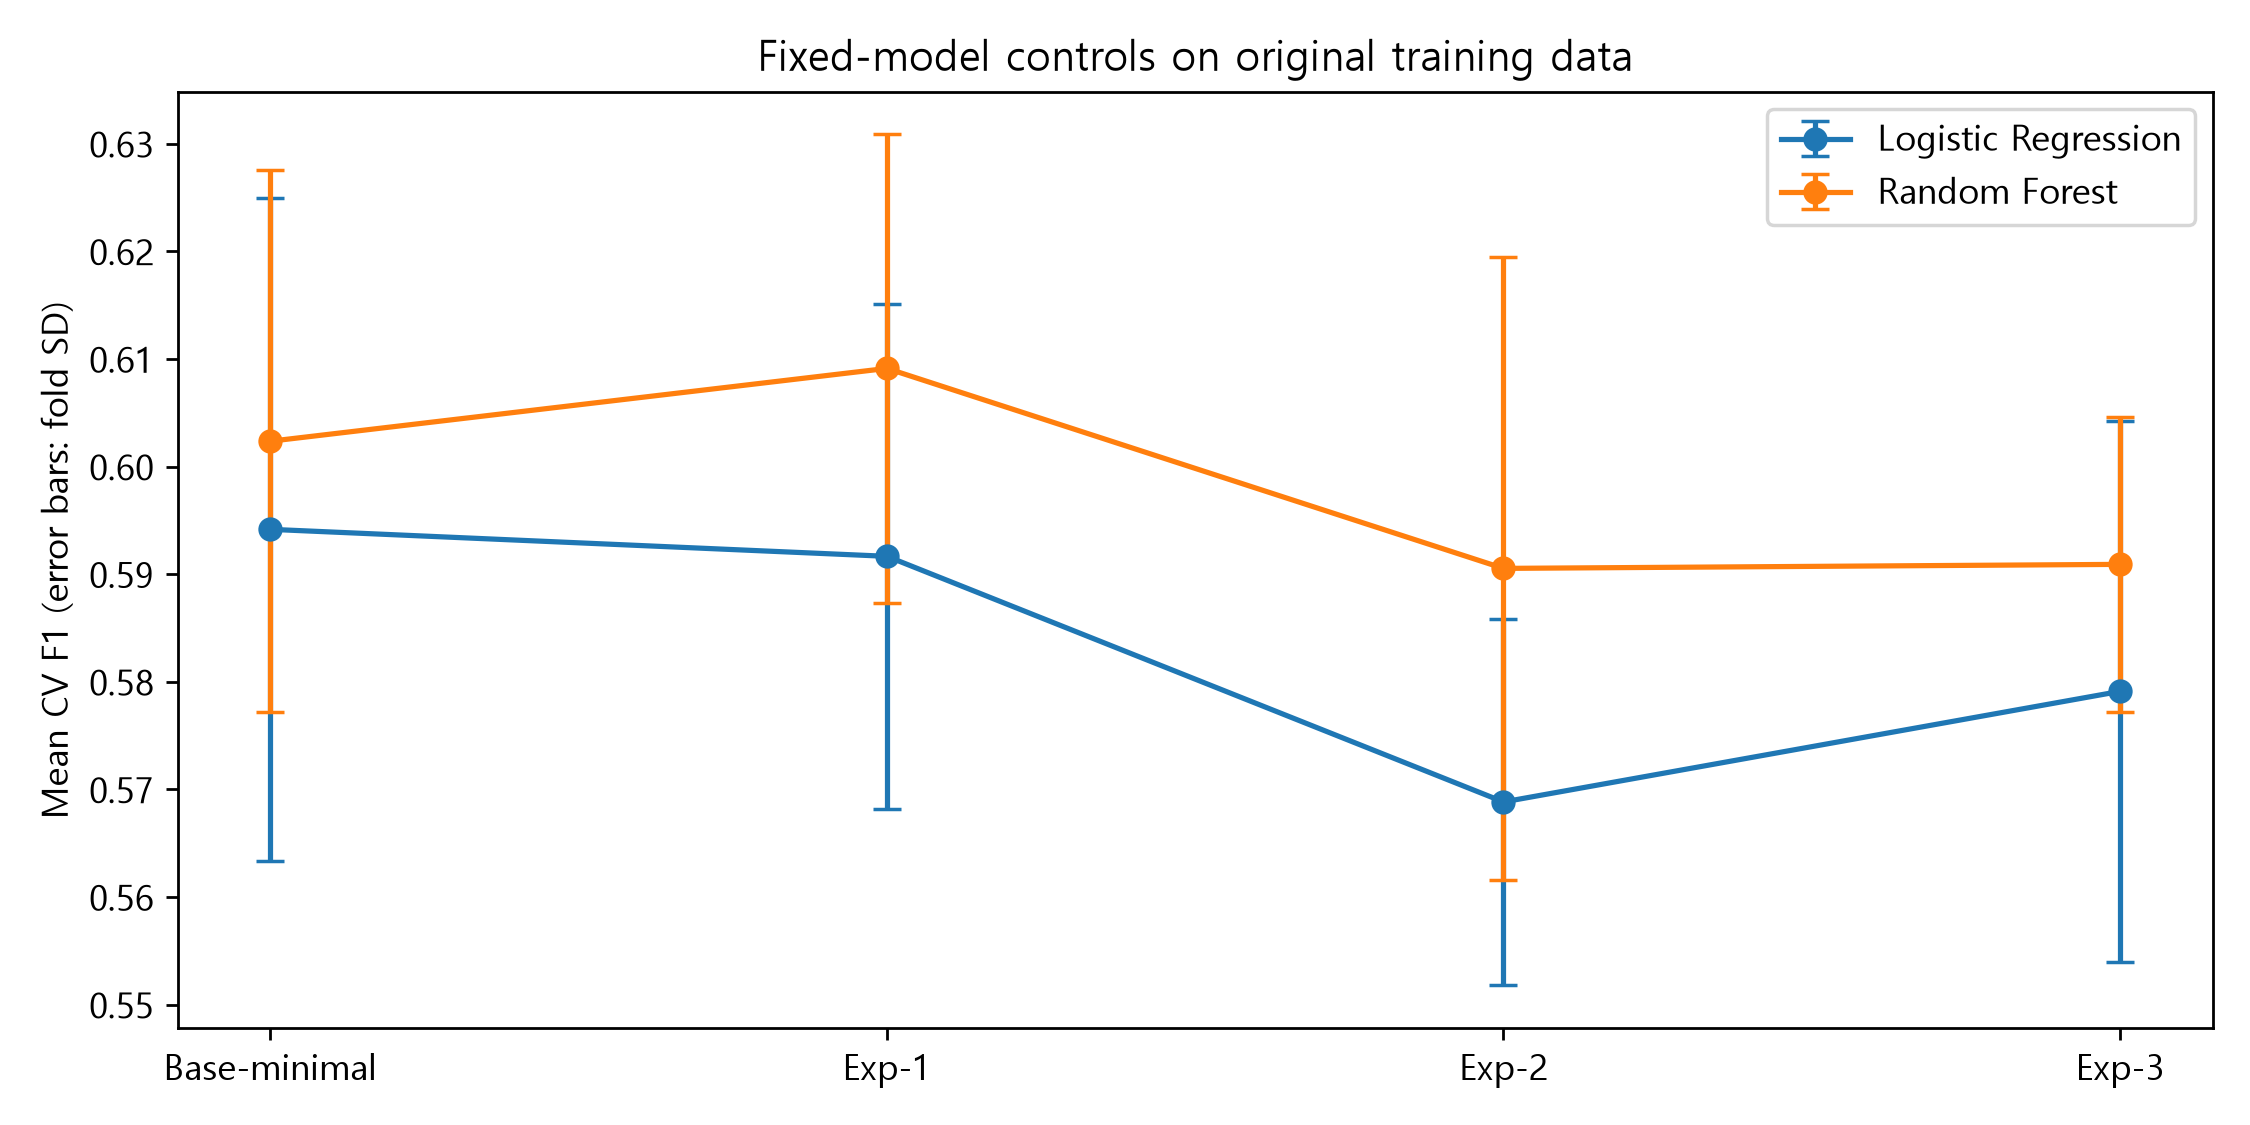 Fixed-model controls on original training data
Mean CV F1 (error bars: fold SD)
0.63
0.62
0.61
0.60
0.59
0.58
0.57
0.56
0.55
Logistic Regression
Random Forest
Base-minimal
Exp-1
Exp-2
Exp-3